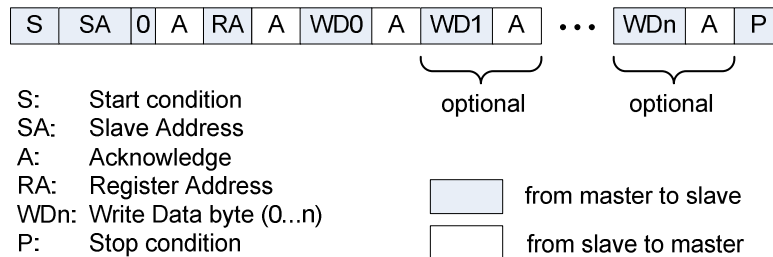 S SA 0 A RA A WD0 A WD1 A ••• WDn A P
optional optional
S: Start condition
SA: Slave Address
A: Acknowledge
RA: Register Address
WDn: Write Data byte (0...n)
P: Stop condition
from master to slave
from slave to master